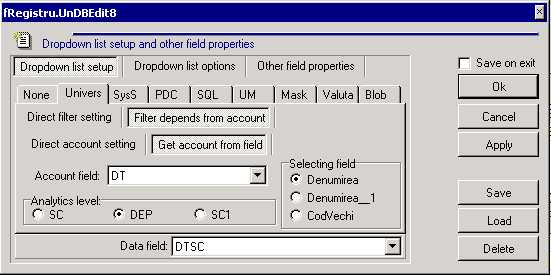 fRegistru.UnDBEdit8
Dropdown list setup and other field properties
Dropdown list setup Dropdown list options Other field properties
Save on exit
None Univers SysS PDC SQL UM Mask Valuta Blob
Ok
Direct filter setting Filter depends from account
Cancel
Direct account setting Get account from field
Apply
Account field: DT
Selecting field
Denumirea
Denumirea__1
CodVechi
Analytics level:
SC DEP SC1
Save
Load
Data field: DTSC
Delete